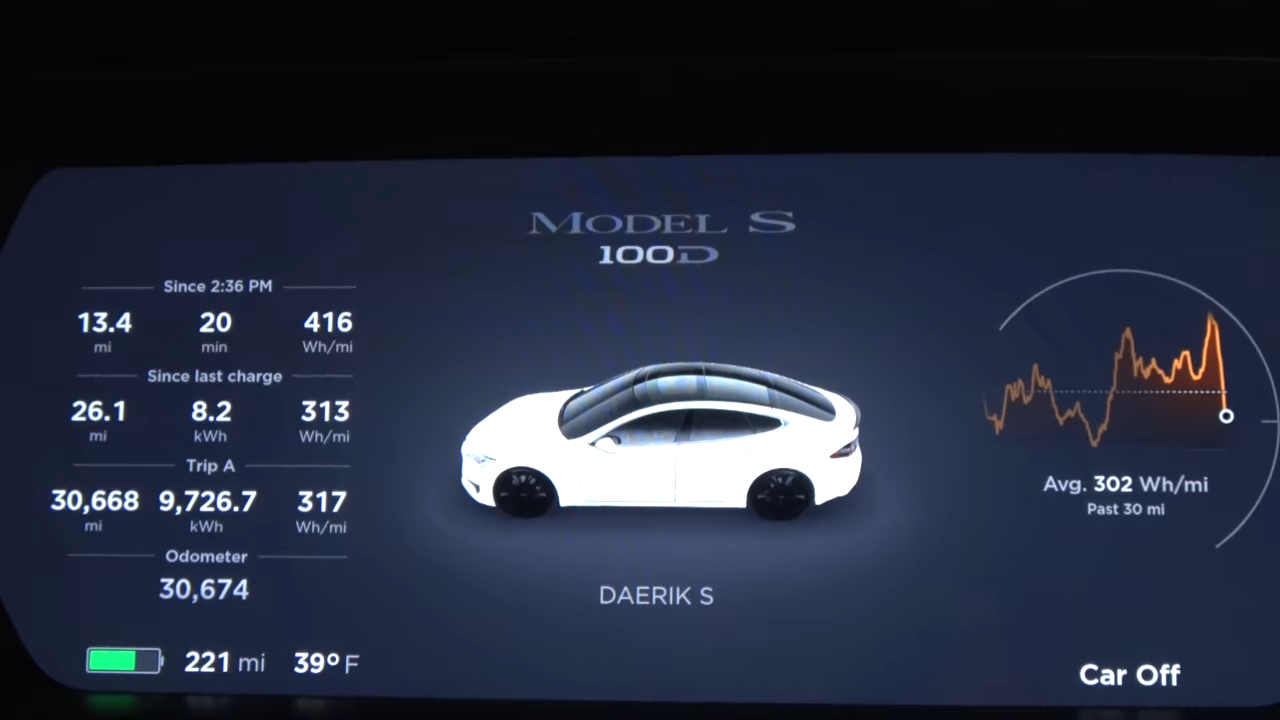 MODEL S
100D
Since 2:36 PM
13.4 20 416
mi min Wh/mi
Since last charge
26.1 8.2 313
mi kWh Wh/mi
Trip A
30,668 9,726.7 317
mi kWh Wh/mi
Odometer
30,674
221 mi 39° F
DAERIK S
Avg. 302 Wh/mi
Past 30 mi
Car Off